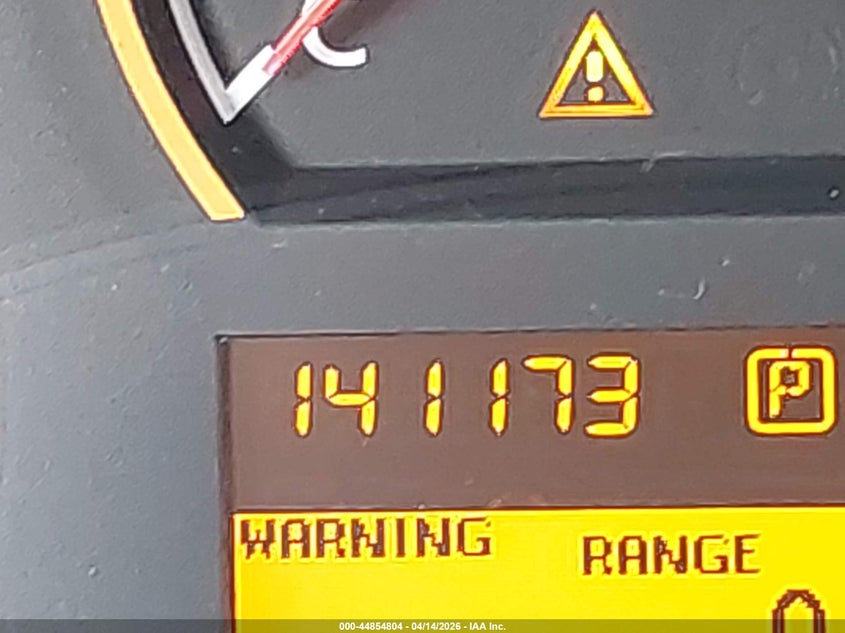 C
141173 P
WARNING RANGE
0
000-44854804 - 04/14/2026 - IAA Inc.